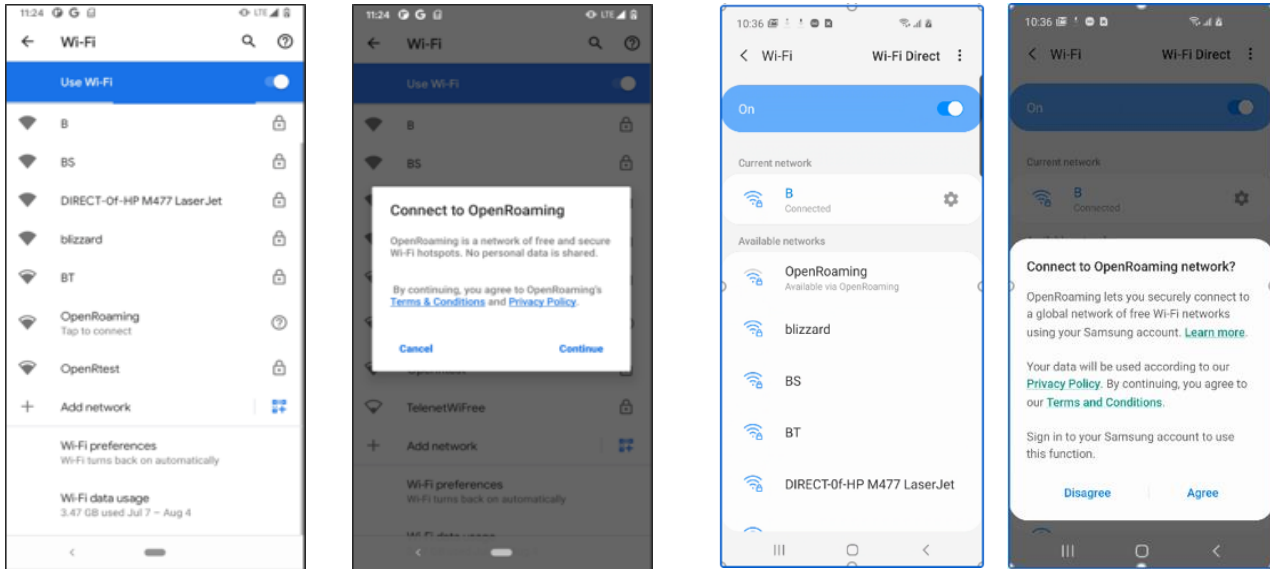 11:24
LTE
Wi-Fi
Use Wi-Fi
B
BS
DIRECT-0f-HP M477 LaserJet
blizzard
BT
OpenRoaming
Tap to connect
OpenRtest
Add network
Wi-Fi preferences
Wi-Fi turns back on automatically
Wi-Fi data usage
3.47 GB used Jul 7 – Aug 4
11:24
LTE
Wi-Fi
Use Wi-Fi
B
BS
Connect to OpenRoaming
OpenRoaming is a network of free and secure
Wi-Fi hotspots. No personal data is shared.
By continuing, you agree to OpenRoaming's
Terms & Conditions and Privacy Policy.
Cancel Continue
TelenetWiFree
Add network
Wi-Fi preferences
Wi-Fi turns back on automatically
Wi-Fi data usage
10:36
Wi-Fi Wi-Fi Direct
On
Current network
B
Connected
Available networks
OpenRoaming
Available via OpenRoaming
blizzard
BS
BT
DIRECT-0f-HP M477 LaserJet
10:36
Wi-Fi Wi-Fi Direct
On
Current network
B
Connected
Connect to OpenRoaming network?
OpenRoaming lets you securely connect to
a global network of free Wi-Fi networks
using your Samsung account. Learn more.
Your data will be used according to our
Privacy Policy. By continuing, you agree to
our Terms and Conditions.
Sign in to your Samsung account to use
this function.
Disagree Agree